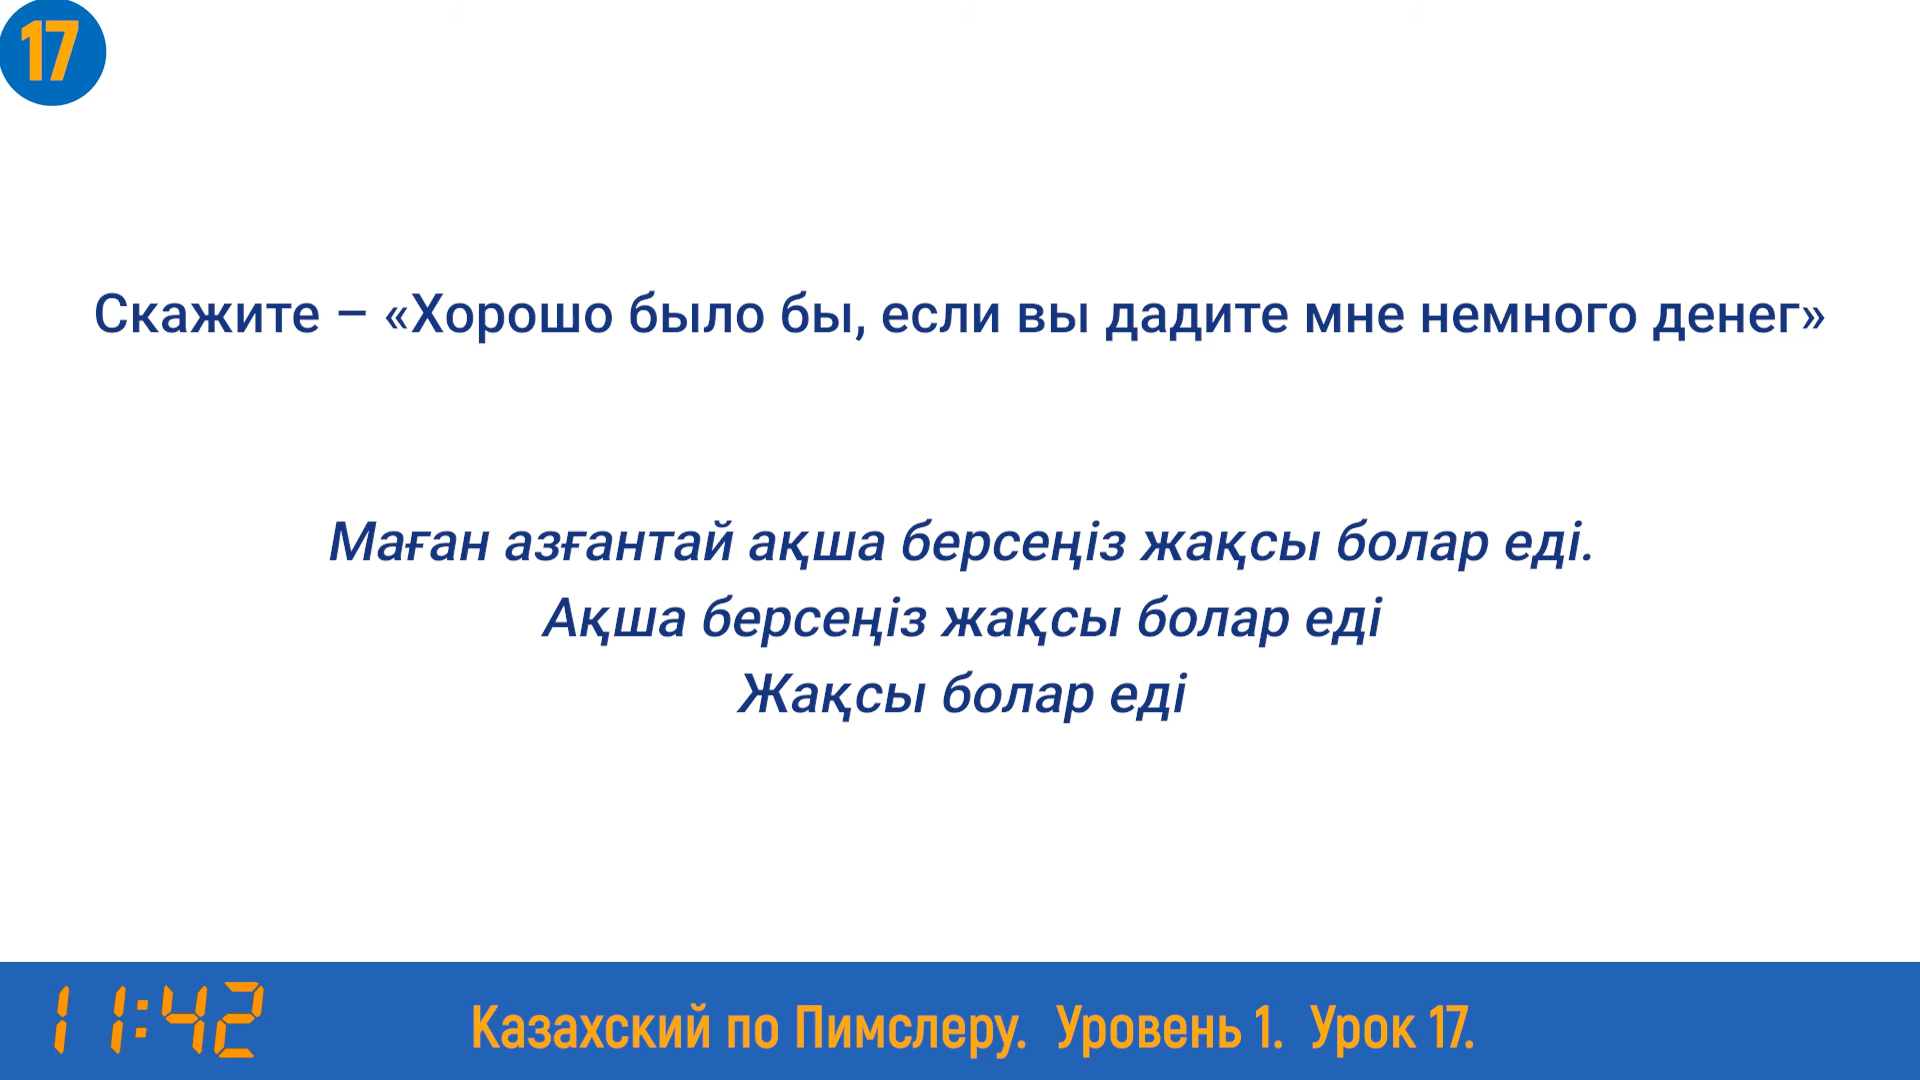 17
Скажите – «Хорошо было бы, если вы дадите мне немного денег»
Маған азғантай ақша берсеңіз жақсы болар еді.
Ақша берсеңіз жақсы болар еді
Жақсы болар еді
11:42
Казахский по Пимслеру. Уровень 1. Урок 17.